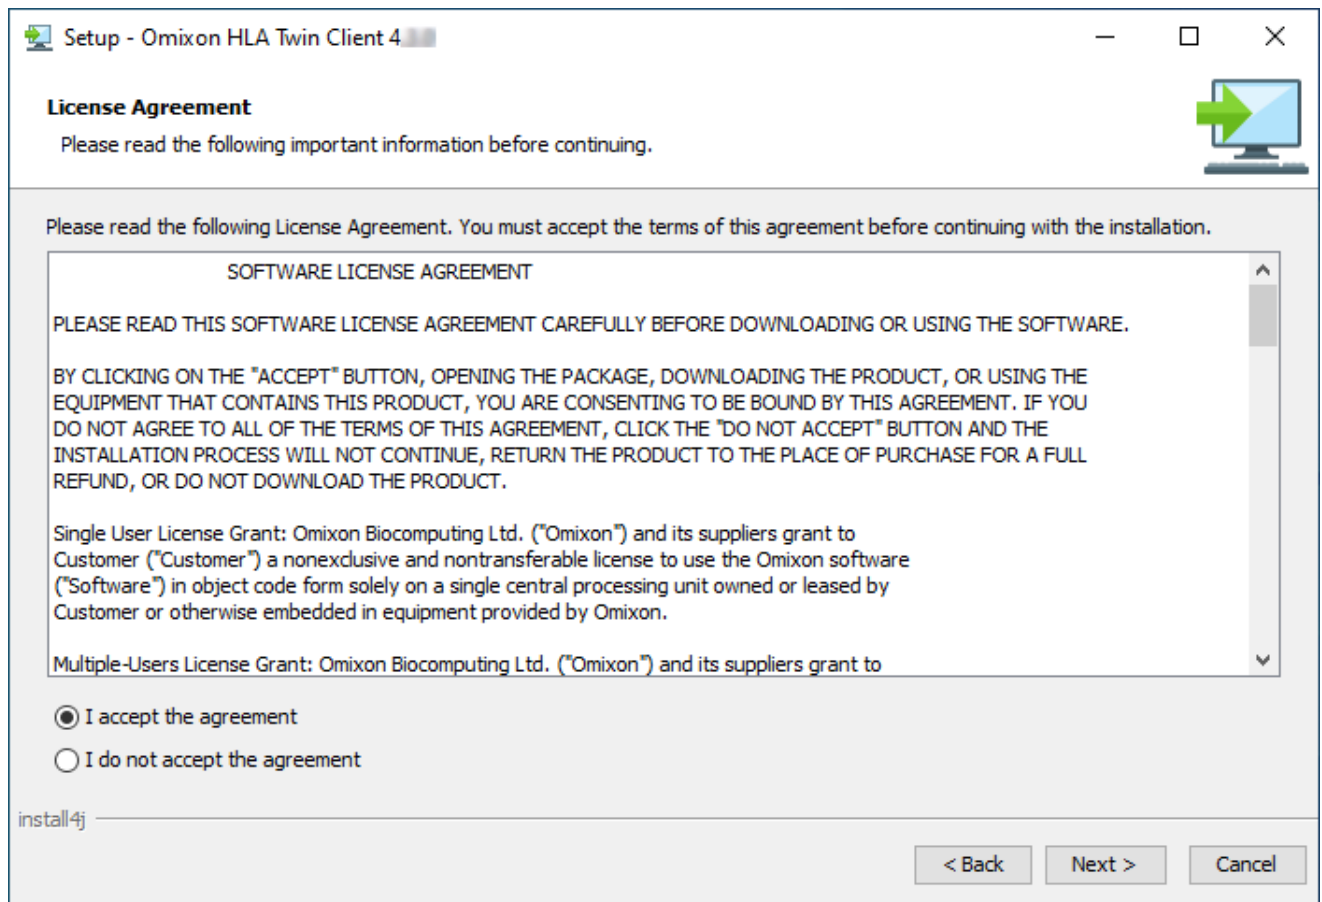 Setup - Omixon HLA Twin Client 4
License Agreement
Please read the following important information before continuing.
Please read the following License Agreement. You must accept the terms of this agreement before continuing with the installation.
SOFTWARE LICENSE AGREEMENT
PLEASE READ THIS SOFTWARE LICENSE AGREEMENT CAREFULLY BEFORE DOWNLOADING OR USING THE SOFTWARE.
BY CLICKING ON THE "ACCEPT" BUTTON, OPENING THE PACKAGE, DOWNLOADING THE PRODUCT, OR USING THE
EQUIPMENT THAT CONTAINS THIS PRODUCT, YOU ARE CONSENTING TO BE BOUND BY THIS AGREEMENT. IF YOU
DO NOT AGREE TO ALL OF THE TERMS OF THIS AGREEMENT, CLICK THE "DO NOT ACCEPT" BUTTON AND THE
INSTALLATION PROCESS WILL NOT CONTINUE, RETURN THE PRODUCT TO THE PLACE OF PURCHASE FOR A FULL
REFUND, OR DO NOT DOWNLOAD THE PRODUCT.
Single User License Grant: Omixon Biocomputing Ltd. ("Omixon") and its suppliers grant to
Customer ("Customer") a nonexclusive and nontransferable license to use the Omixon software
("Software") in object code form solely on a single central processing unit owned or leased by
Customer or otherwise embedded in equipment provided by Omixon.
Multiple-Users License Grant: Omixon Biocomputing Ltd. ("Omixon") and its suppliers grant to
I accept the agreement
I do not accept the agreement
install4j
< Back
Next >
Cancel